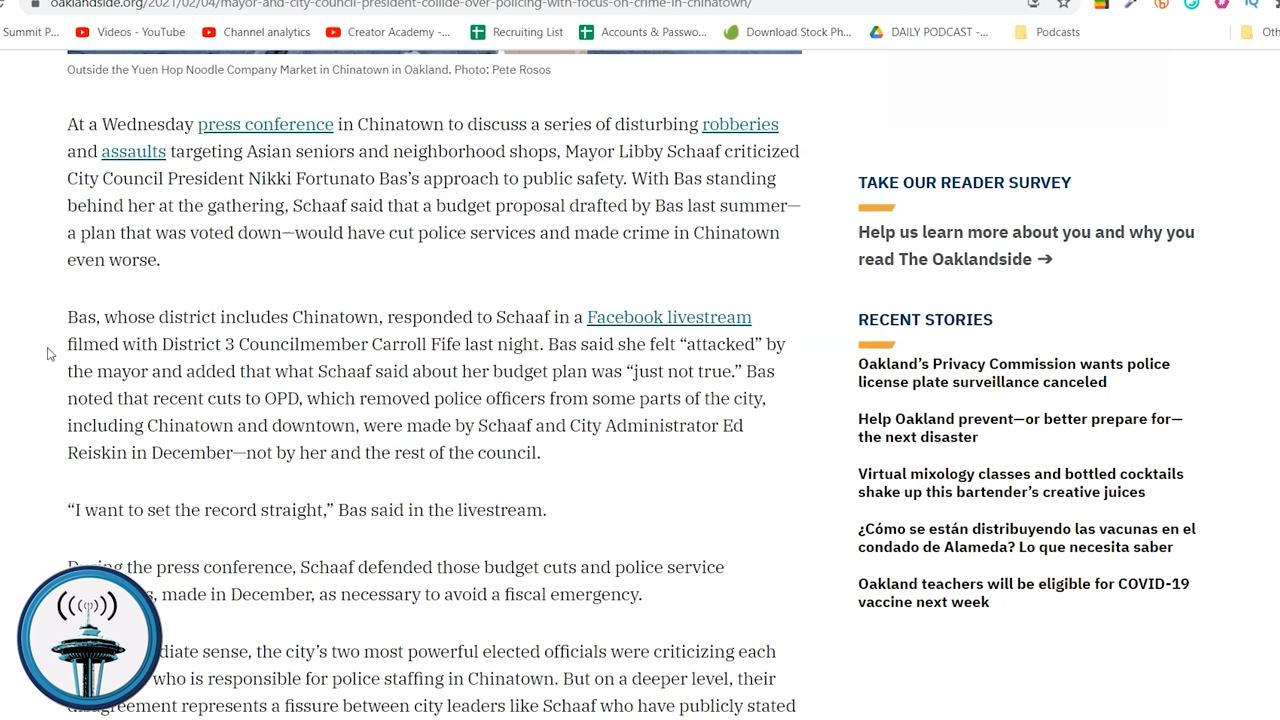 oaklandside.org/2021/02/04/mayor-and-city-council-president-collide-over-policing-with-focus-on-crime-in-chinatown/
Summit P... Videos - YouTube Channel analytics Creator Academy -... Recruiting List Accounts & Passwo... Download Stock Ph... DAILY PODCAST -... Podcasts
Outside the Yuen Hop Noodle Company Market in Chinatown in Oakland. Photo: Pete Rosos
At a Wednesday press conference in Chinatown to discuss a series of disturbing robberies
and assaults targeting Asian seniors and neighborhood shops, Mayor Libby Schaaf criticized
City Council President Nikki Fortunato Bas’s approach to public safety. With Bas standing
behind her at the gathering, Schaaf said that a budget proposal drafted by Bas last summer—
a plan that was voted down—would have cut police services and made crime in Chinatown
even worse.
Bas, whose district includes Chinatown, responded to Schaaf in a Facebook livestream
filmed with District 3 Councilmember Carroll Fife last night. Bas said she felt “attacked” by
the mayor and added that what Schaaf said about her budget plan was “just not true.” Bas
noted that recent cuts to OPD, which removed police officers from some parts of the city,
including Chinatown and downtown, were made by Schaaf and City Administrator Ed
Reiskin in December—not by her and the rest of the council.
“I want to set the record straight,” Bas said in the livestream.
the press conference, Schaaf defended those budget cuts and police service
made in December, as necessary to avoid a fiscal emergency.
sense, the city’s two most powerful elected officials were criticizing each
who is responsible for police staffing in Chinatown. But on a deeper level, their
disagreement represents a fissure between city leaders like Schaaf who have publicly stated
TAKE OUR READER SURVEY
Help us learn more about you and why you
read The Oaklandside →
RECENT STORIES
Oakland’s Privacy Commission wants police
license plate surveillance canceled
Help Oakland prevent—or better prepare for—
the next disaster
Virtual mixology classes and bottled cocktails
shake up this bartender’s creative juices
¿Cómo se están distribuyendo las vacunas en el
condado de Alameda? Lo que necesita saber
Oakland teachers will be eligible for COVID-19
vaccine next week